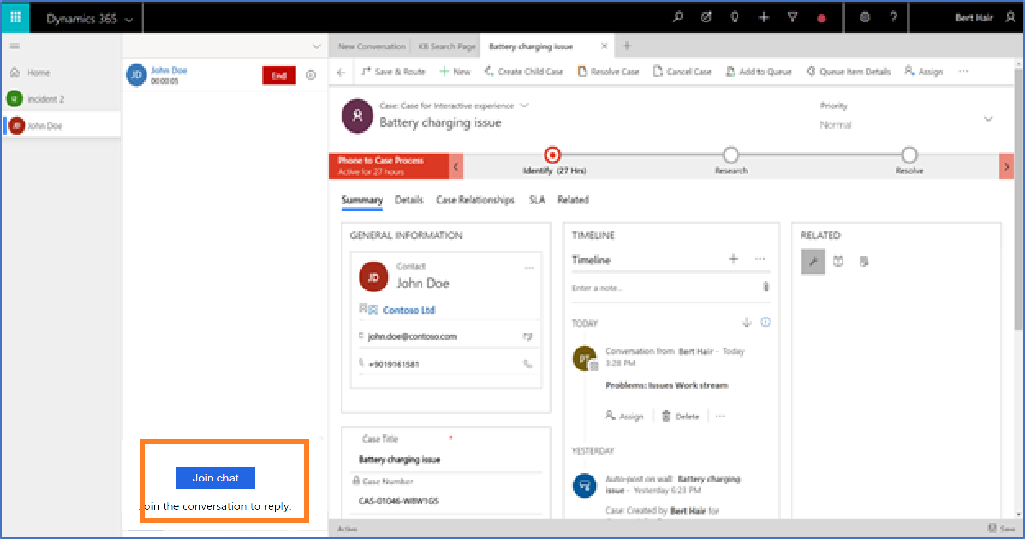 Dynamics 365
Bert Hair
Home
incident 2
John Doe
JD
John Doe
00:00:05
End
Join chat
Join the conversation to reply.
New Conversation
KB Search Page
Battery charging issue
Save & Route
New
Create Child Case
Resolve Case
Cancel Case
Add to Queue
Queue Item Details
Assign
Case: Case for Interactive experience
Battery charging issue
Priority
Normal
Phone to Case Process
Active for 27 hours
Identify (27 Hrs)
Research
Resolve
Summary
Details
Case Relationships
SLA
Related
GENERAL INFORMATION
JD
Contact
John Doe
Contoso Ltd
john.doe@contoso.com
+9019161581
Case Title *
Battery charging issue
Case Number
CAS-01046-W8W1G5
TIMELINE
Timeline
Enter a note...
TODAY
Conversation from Bert Hair - Today
3:28 PM
Problems: Issues Work stream
Assign
Delete
YESTERDAY
Auto-post on wall: Battery charging
issue - Yesterday 6:23 PM
Case: Created by Bert Hair for
RELATED
Active
Save